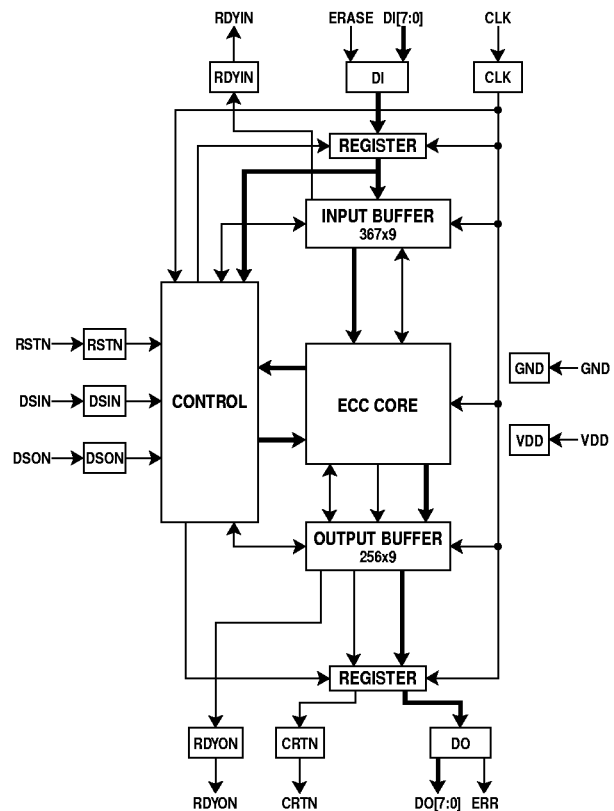 RDYIN
ERASE
DI[7:0]
CLK
RDYIN
DI
CLK
REGISTER
INPUT BUFFER
367x9
RSTN
RSTN
DSIN
DSIN
DSON
DSON
CONTROL
ECC CORE
GND
GND
VDD
VDD
OUTPUT BUFFER
256x9
REGISTER
RDYON
CRTN
DO
RDYON
CRTN
DO[7:0]
ERR